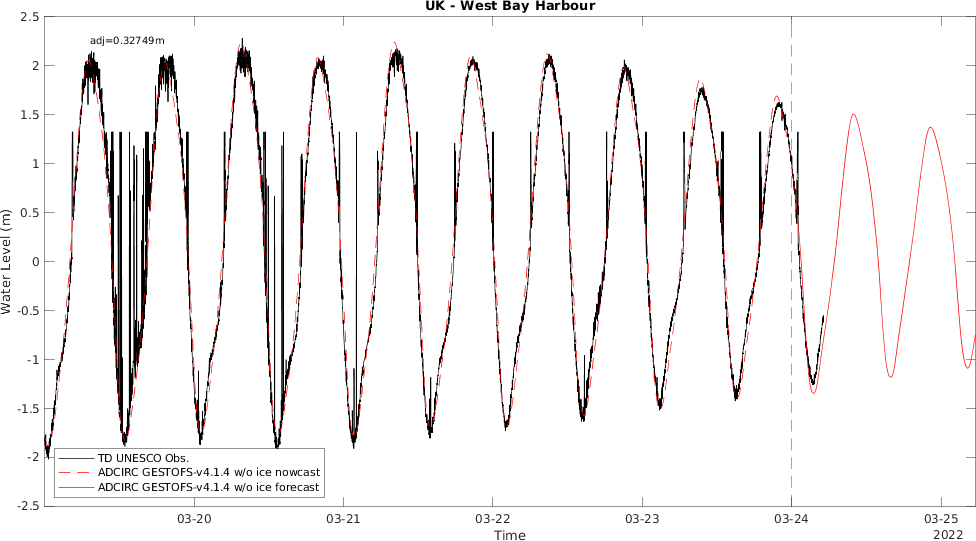 UK - West Bay Harbour
adj=0.32749m
2.5
2
1.5
1
0.5
0
-0.5
-1
-1.5
-2
-2.5
Water Level (m)
TD UNESCO Obs.
ADCIRC GESTOFS-v4.1.4 w/o ice nowcast
ADCIRC GESTOFS-v4.1.4 w/o ice forecast
03-20
03-21
03-22
03-23
03-24
03-25
Time
2022